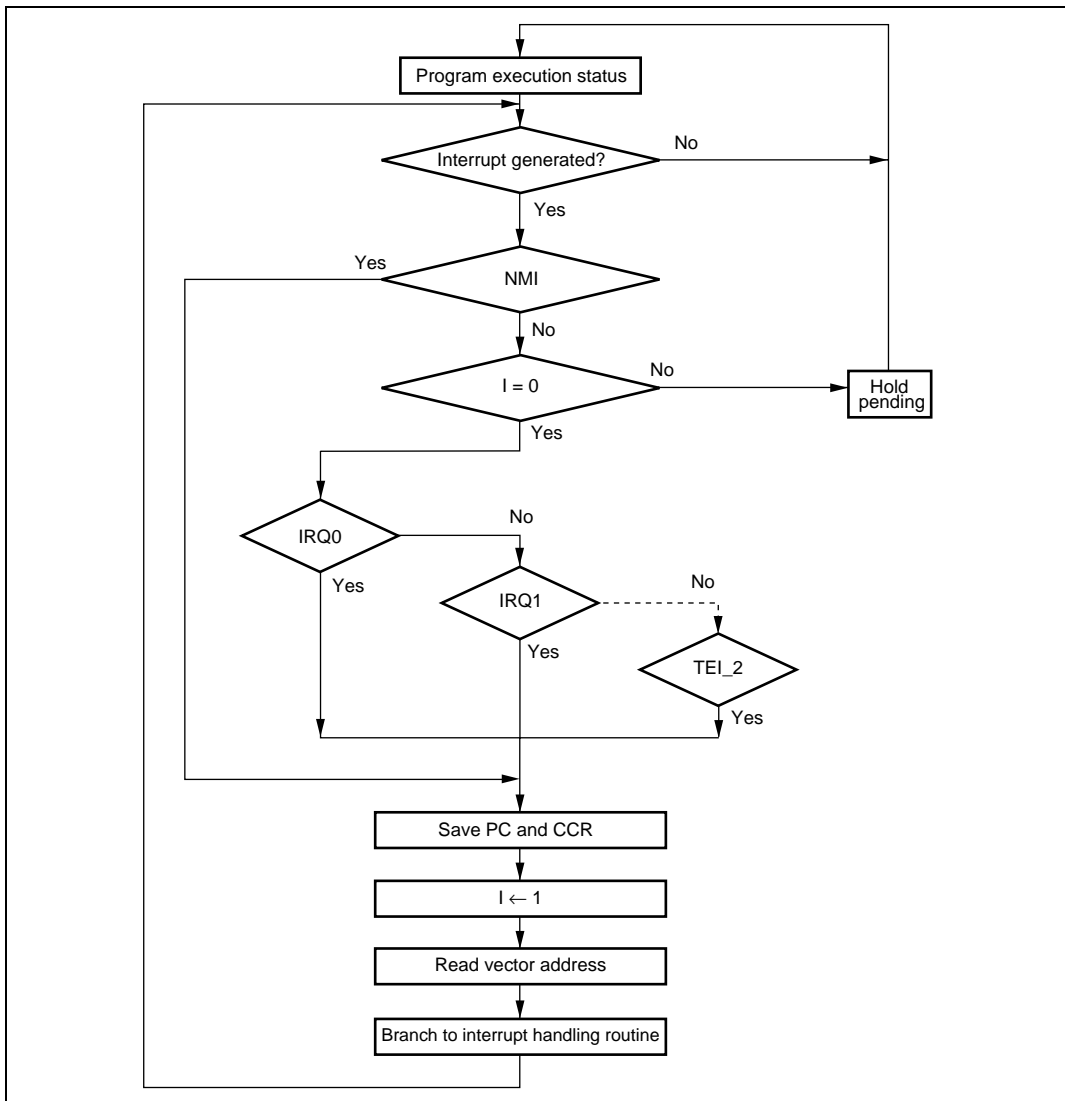 Program execution status
Interrupt generated?
No
Yes
Yes
NMI
No
I = 0
No
Hold
pending
Yes
IRQ0
No
Yes
IRQ1
No
Yes
TEI_2
Yes
Save PC and CCR
I ← 1
Read vector address
Branch to interrupt handling routine